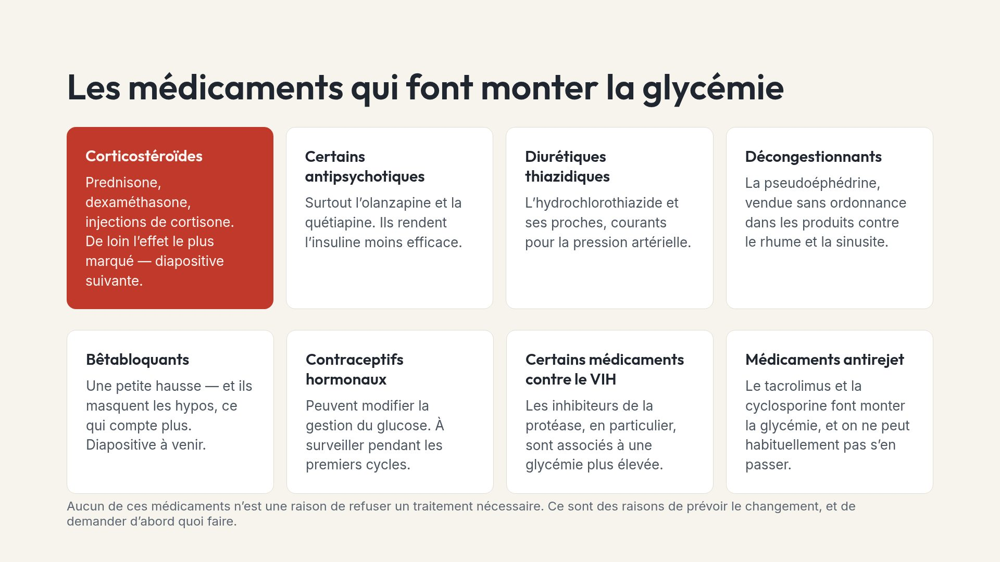 Les médicaments qui font monter la glycémie
Corticostéroïdes
Prednisone,
dexaméthasone,
injections de cortisone.
De loin l’effet le plus
marqué — diapositive
suivante.
Certains
antipsychotiques
Surtout l’olanzapine et la
quétiapine. Ils rendent
l’insuline moins efficace.
Diurétiques
thiazidiques
L’hydrochlorothiazide et
ses proches, courants
pour la pression artérielle.
Décongestionnants
La pseudoéphédrine,
vendue sans ordonnance
dans les produits contre
le rhume et la sinusite.
Bêtabloquants
Une petite hausse — et ils
masquent les hypos, ce
qui compte plus.
Diapositive à venir.
Contraceptifs
hormonaux
Peuvent modifier la
gestion du glucose. À
surveiller pendant les
premiers cycles.
Certains médicaments
contre le VIH
Les inhibiteurs de la
protéase, en particulier,
sont associés à une
glycémie plus élevée.
Médicaments antirejet
Le tacrolimus et la
cyclosporine font monter
la glycémie, et on ne peut
habituellement pas s’en
passer.
Aucun de ces médicaments n’est une raison de refuser un traitement nécessaire. Ce sont des raisons de prévoir le changement, et de
demander d’abord quoi faire.